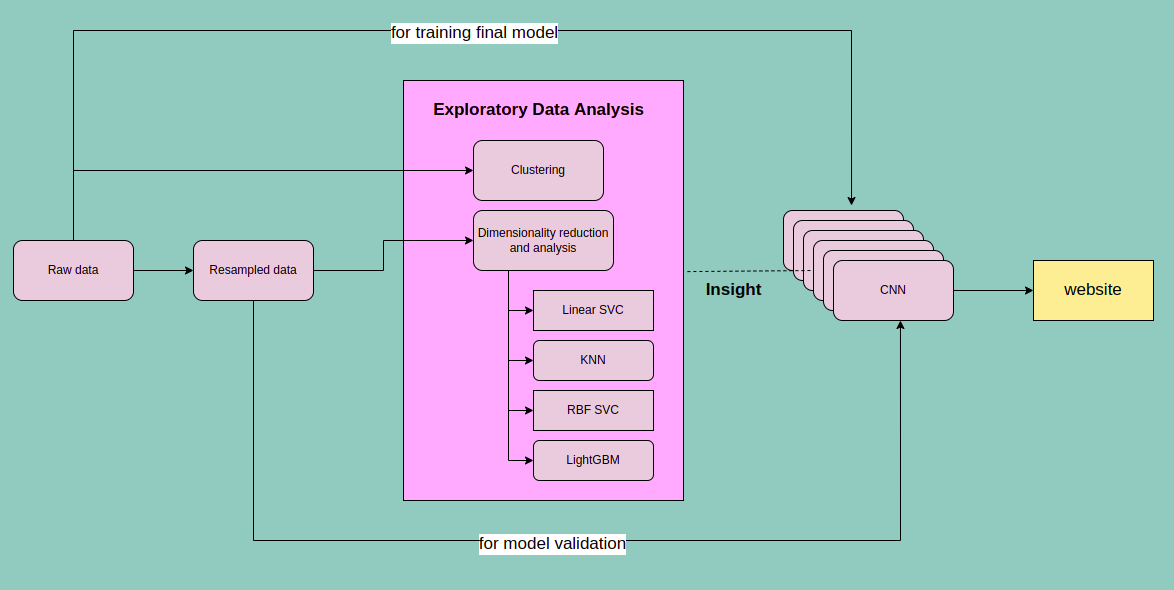 for training final model
Exploratory Data Analysis
Clustering
Dimensionality reduction
and analysis
Raw data
Resampled data
Linear SVC
KNN
RBF SVC
LightGBM
Insight
CNN
website
for model validation